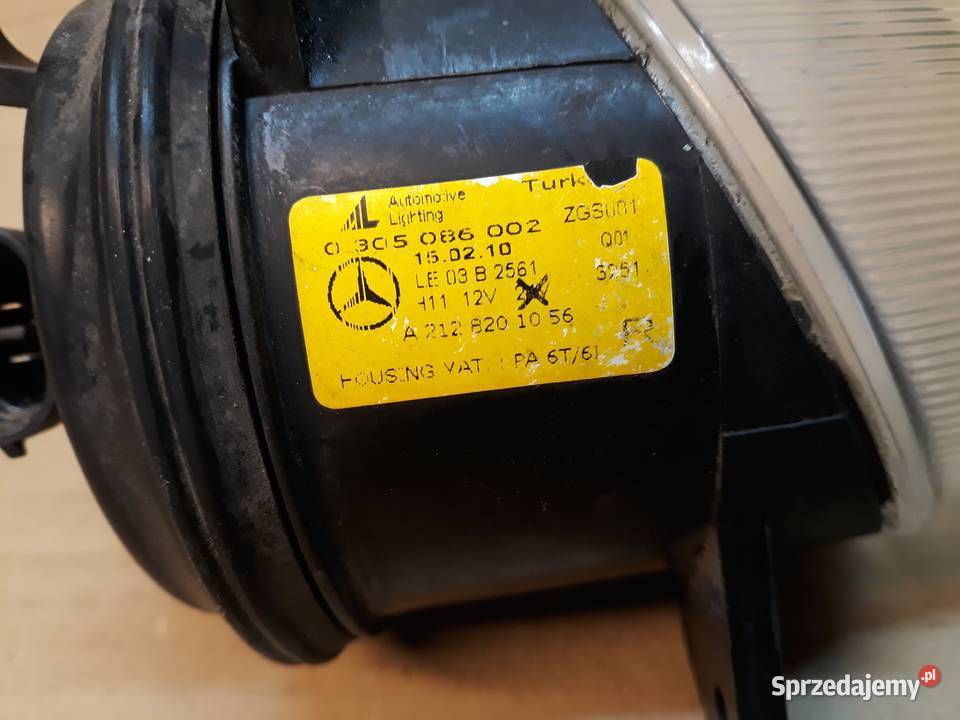 Automotive
Lighting
Turk
0 305 086 002
ZGS001
15.02.10
Q01
LE 03 B 2561
H11 12V
A 212 820 10 56
R
HOUSING MAT.: PA 6T/6I
Sprzedajemy.pl